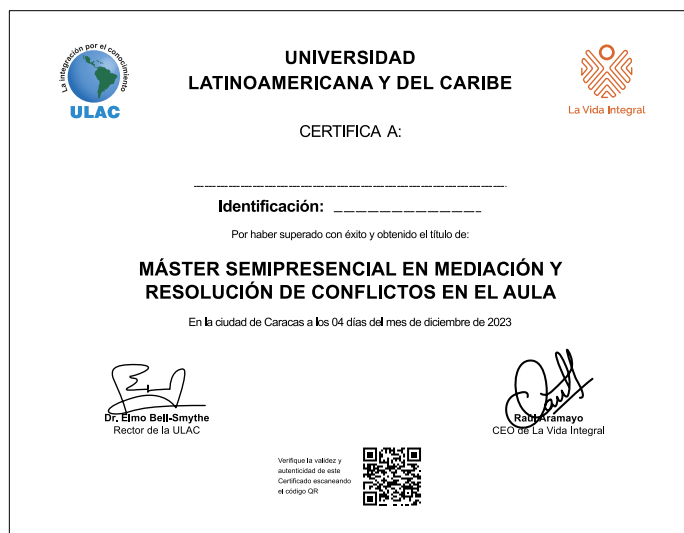 La integración por el conocimiento
ULAC
UNIVERSIDAD
LATINOAMERICANA Y DEL CARIBE
La Vida Integral
CERTIFICA A:
Identificación: _ _ _ _ _ _ _ _ _ _ _ _ _
Por haber superado con éxito y obtenido el título de:
MÁSTER SEMIPRESENCIAL EN MEDIACIÓN Y
RESOLUCIÓN DE CONFLICTOS EN EL AULA
En la ciudad de Caracas a los 04 días del mes de diciembre de 2023
Dr. Elmo Bell-Smythe
Rector de la ULAC
Raúl Aramayo
CEO de La Vida Integral
Verifique la validez y
autenticidad de este
Certificado escaneando
el código QR